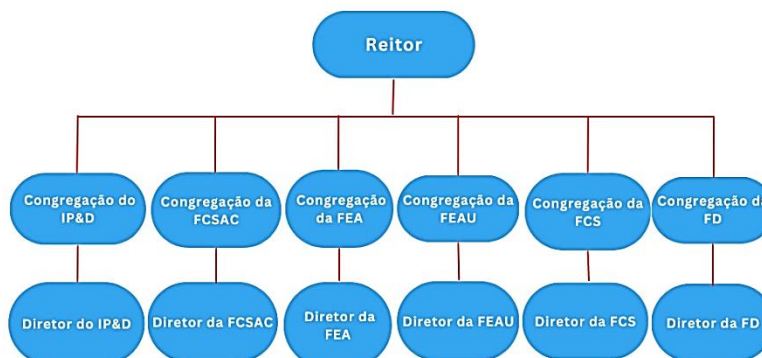 Reitor
Congregação do
IP&D
Congregação da
FCSAC
Congregação
da FEA
Congregação da
FEAU
Congregação da
FCS
Congregação da
FD
Diretor do IP&D
Diretor da FCSAC
Diretor da
FEA
Diretor da FEAU
Diretor da FCS
Diretor da FD